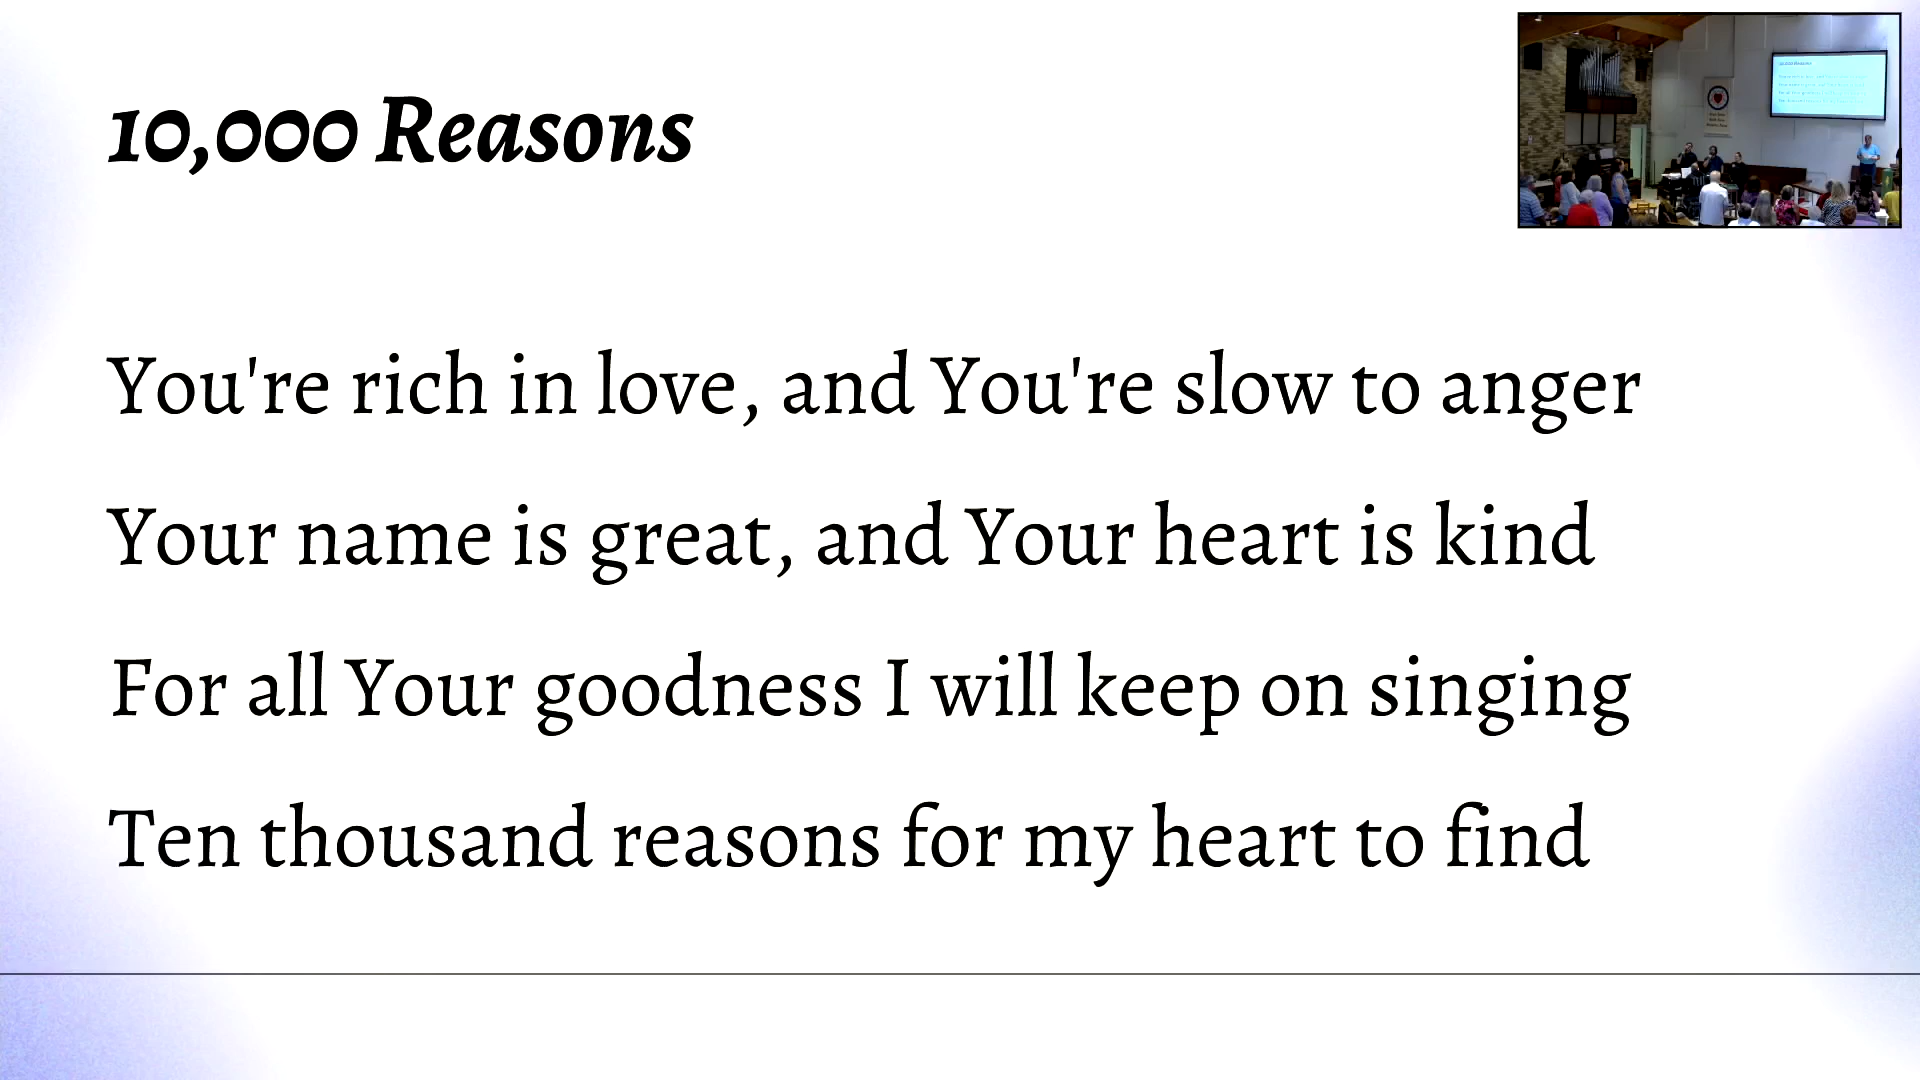 10,000 Reasons
You're rich in love, and You're slow to anger
Your name is great, and Your heart is kind
For all Your goodness I will keep on singing
Ten thousand reasons for my heart to find